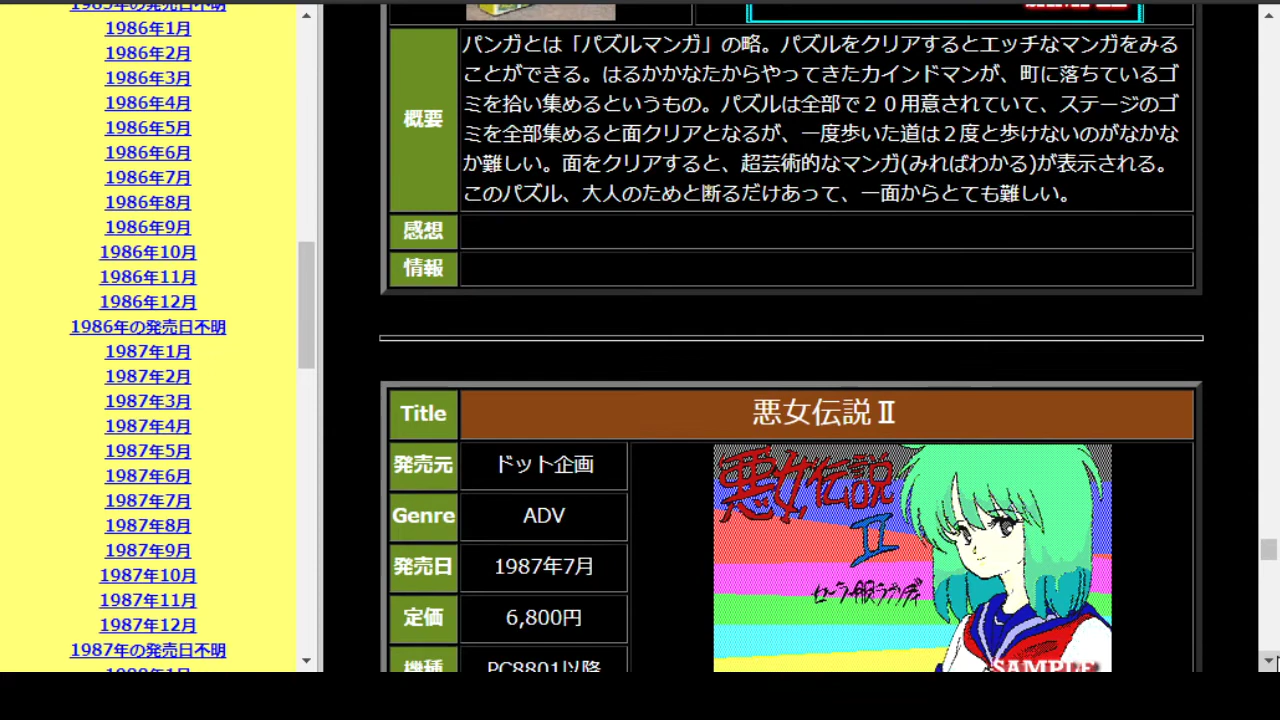 1985年の発売日不明
1986年1月
1986年2月
1986年3月
1986年4月
1986年5月
1986年6月
1986年7月
1986年8月
1986年9月
1986年10月
1986年11月
1986年12月
1986年の発売日不明
1987年1月
1987年2月
1987年3月
1987年4月
1987年5月
1987年6月
1987年7月
1987年8月
1987年9月
1987年10月
1987年11月
1987年12月
1987年の発売日不明
概要
パンガとは「パズルマンガ」の略。パズルをクリアするとエッチなマンガをみる
ことができる。はるかかなたからやってきたカインドマンが、町に落ちているゴ
ミを拾い集めるというもの。パズルは全部で２０用意されていて、ステージのゴ
ミを全部集めると面クリアとなるが、一度歩いた道は２度と歩けないのがなかな
か難しい。面をクリアすると、超芸術的なマンガ(みればわかる)が表示される。
このパズル、大人のためと断るだけあって、一面からとても難しい。
感想
情報
Title
悪女伝説Ⅱ
発売元
ドット企画
Genre
ADV
発売日
1987年7月
定価
6,800円
機種
PC8801以降
悪女伝説
Ⅱ
SAMPLE